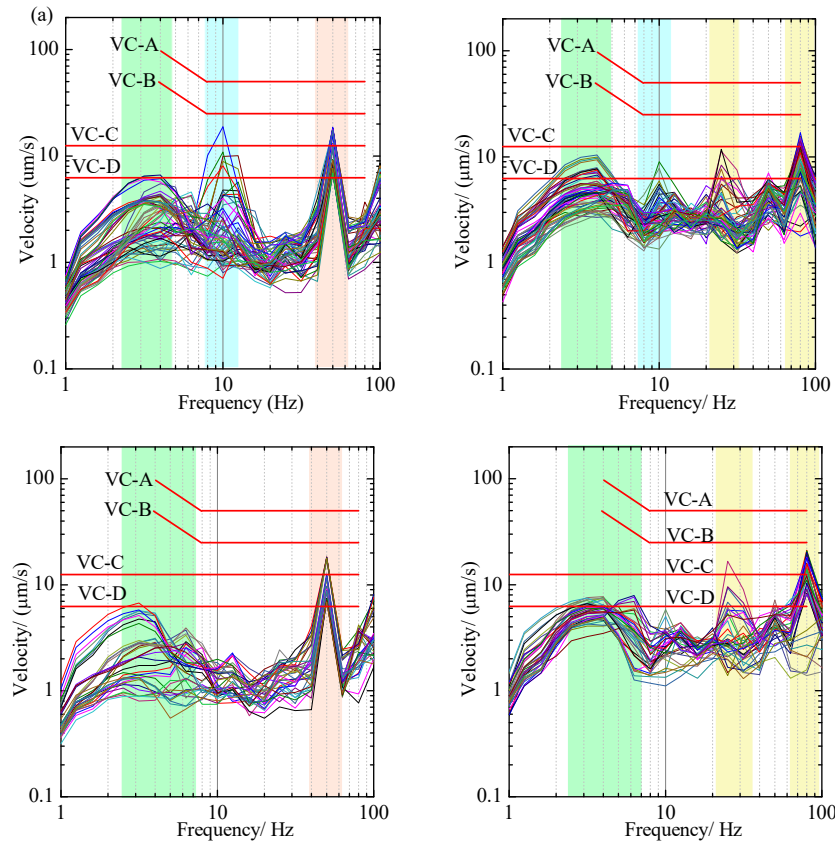 (a)
100
10
1
0.1
VC-A
VC-B
VC-C
VC-D
Velocity (um/s)
1 10 100
Frequency (Hz)
100
10
1
0.1
VC-A
VC-B
VC-C
VC-D
Velocity/ (μm/s)
1 10 100
Frequency/ Hz
100
10
1
0.1
VC-A
VC-B
VC-C
VC-D
Velocity/ (μm/s)
1 10 100
Frequency/ Hz
100
10
1
0.1
VC-A
VC-B
VC-C
VC-D
Velocity/ (μm/s)
1 10 100
Frequency/ Hz